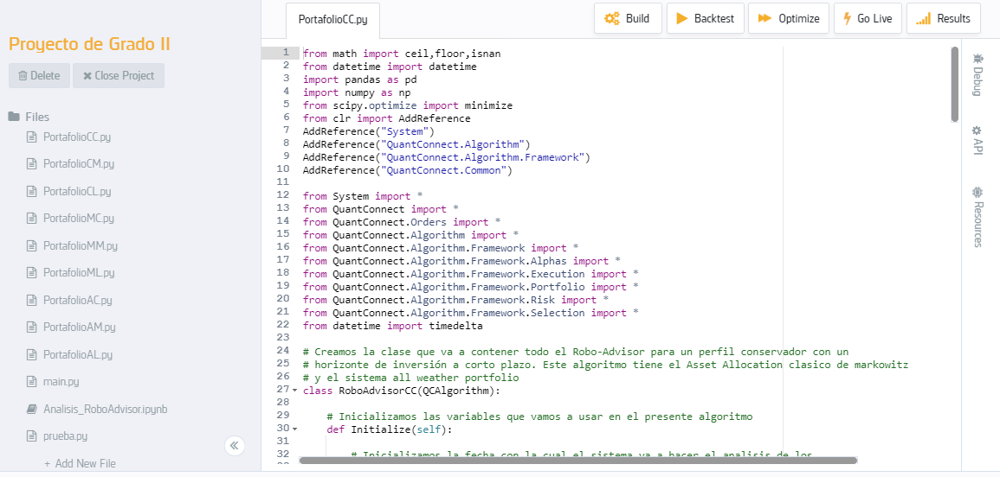 Proyecto de Grado II
Delete
Close Project
Files
PortafolioCC.py
PortafolioCM.py
PortafolioCL.py
PortafolioMC.py
PortafolioMM.py
PortafolioML.py
PortafolioAC.py
PortafolioAM.py
PortafolioAL.py
main.py
Analisis_RoboAdvisor.ipynb
prueba.py
+ Add New File
PortafolioCC.py
Build
Backtest
Optimize
Go Live
Results
1 from math import ceil,floor,isnan
2 from datetime import datetime
3 import pandas as pd
4 import numpy as np
5 from scipy.optimize import minimize
6 from clr import AddReference
7 AddReference("System")
8 AddReference("QuantConnect.Algorithm")
9 AddReference("QuantConnect.Algorithm.Framework")
10 AddReference("QuantConnect.Common")
11
12 from System import *
13 from QuantConnect import *
14 from QuantConnect.Orders import *
15 from QuantConnect.Algorithm import *
16 from QuantConnect.Algorithm.Framework import *
17 from QuantConnect.Algorithm.Framework.Alphas import *
18 from QuantConnect.Algorithm.Framework.Execution import *
19 from QuantConnect.Algorithm.Framework.Portfolio import *
20 from QuantConnect.Algorithm.Framework.Risk import *
21 from QuantConnect.Algorithm.Framework.Selection import *
22 from datetime import timedelta
23
24 # Creamos la clase que va a contener todo el Robo-Advisor para un perfil conservador con un
25 # horizonte de inversión a corto plazo. Este algoritmo tiene el Asset Allocation clasico de markowitz
26 # y el sistema all weather portfolio
27 class RoboAdvisorCC(QCAlgorithm):
28
29 # Inicializamos las variables que vamos a usar en el presente algoritmo
30 def Initialize(self):
31
32 # Inicializamos la fecha con la cual el sistema va a hacer el analisis de los
33
Debug
API
Resources